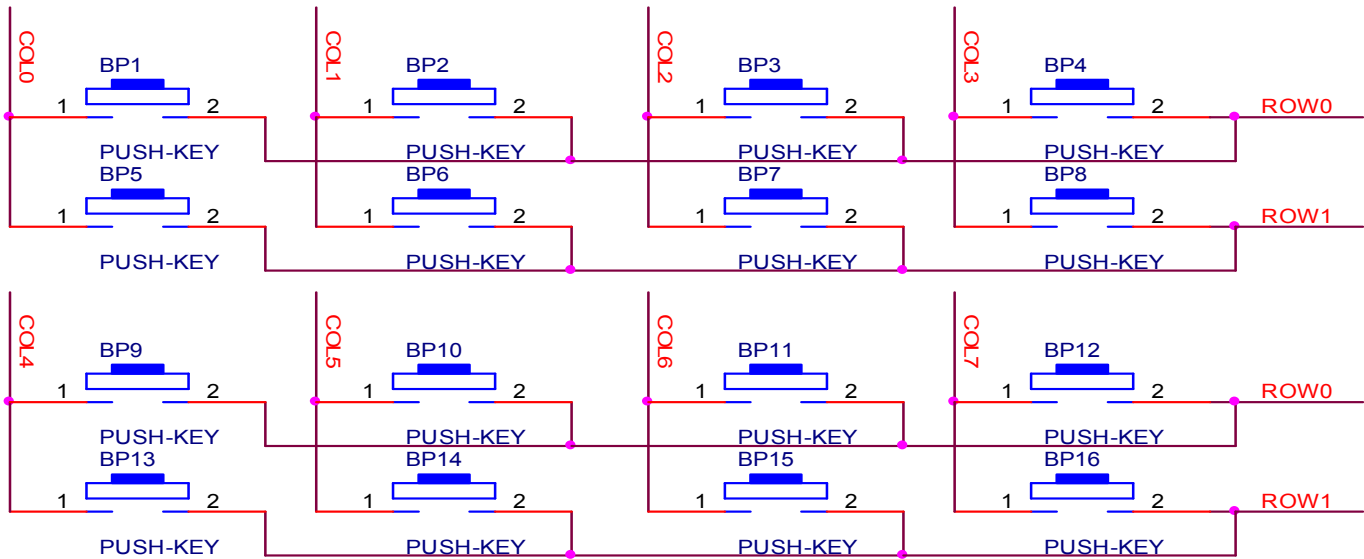 COL0 COL1 COL2 COL3
BP1 BP2 BP3 BP4
1 2 1 2 1 2 1 2 ROW0
PUSH-KEY PUSH-KEY PUSH-KEY PUSH-KEY
BP5 BP6 BP7 BP8
1 2 1 2 1 2 1 2 ROW1
PUSH-KEY PUSH-KEY PUSH-KEY PUSH-KEY
COL4 COL5 COL6 COL7
BP9 BP10 BP11 BP12
1 2 1 2 1 2 1 2 ROW0
PUSH-KEY PUSH-KEY PUSH-KEY PUSH-KEY
BP13 BP14 BP15 BP16
1 2 1 2 1 2 1 2 ROW1
PUSH-KEY PUSH-KEY PUSH-KEY PUSH-KEY